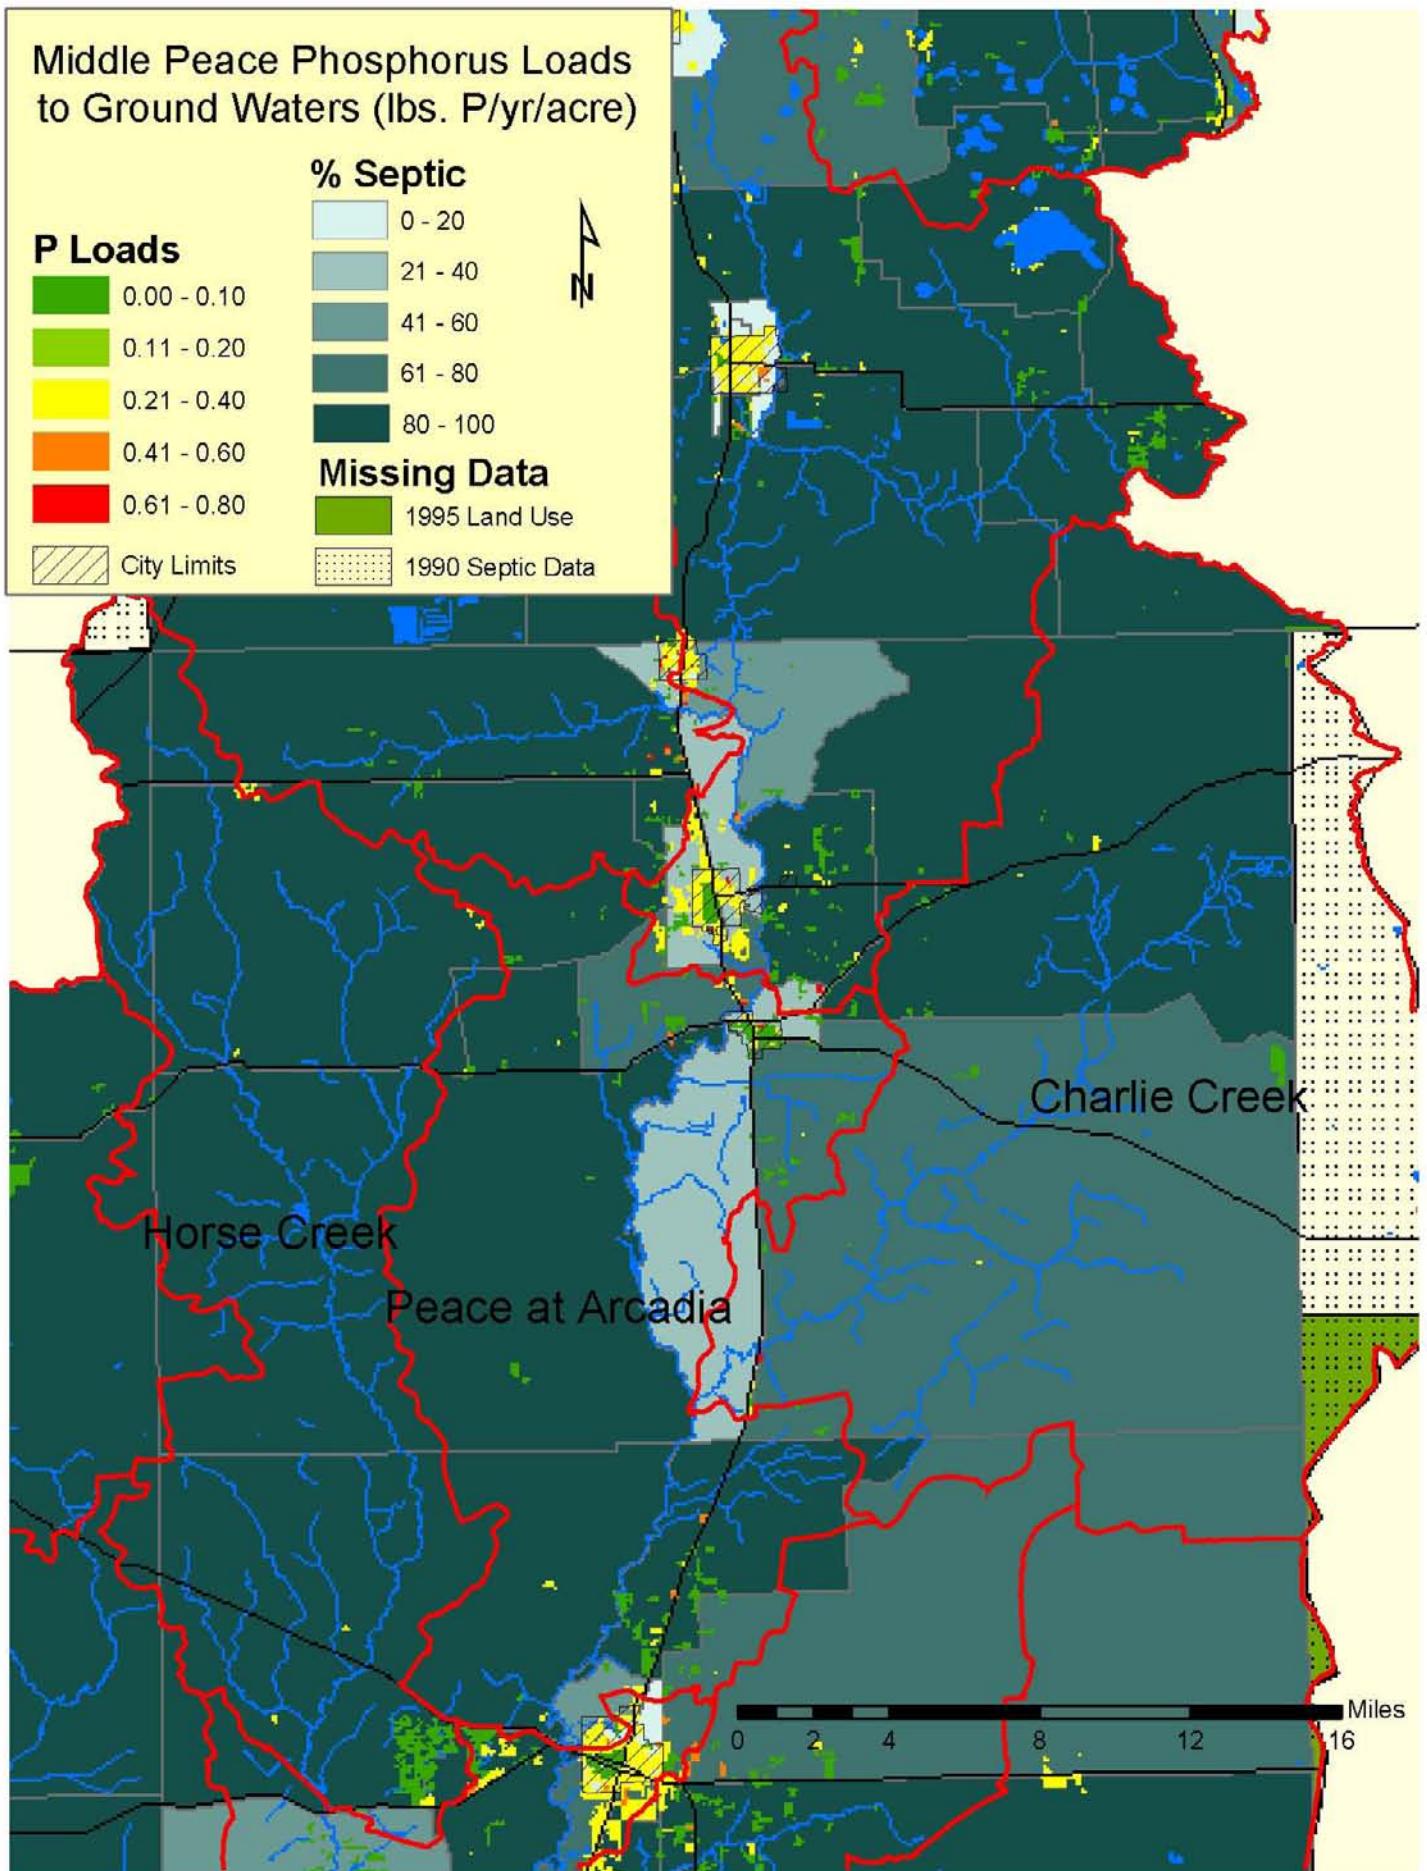 Middle Peace Phosphorus Loads
to Ground Waters (lbs. P/yr/acre)
P Loads
0.00 - 0.10
0.11 - 0.20
0.21 - 0.40
0.41 - 0.60
0.61 - 0.80
City Limits
% Septic
0 - 20
21 - 40
41 - 60
61 - 80
80 - 100
Missing Data
1995 Land Use
1990 Septic Data
N
Charlie Creek
Horse Creek
Peace at Arcadia
Miles
0 2 4 8 12 16